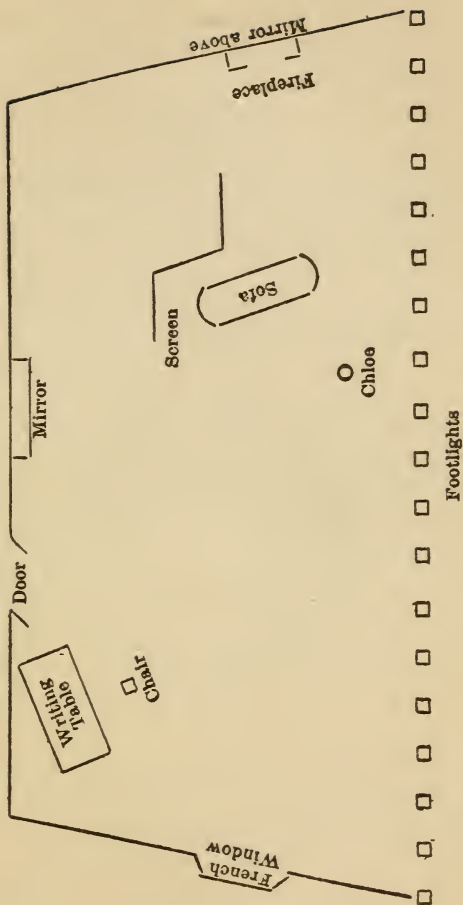 Mirror above
Fireplace
Sofa
Screen
Mirror
Chloe
Door
Writing
Table
Chair
French
Window
Footlights